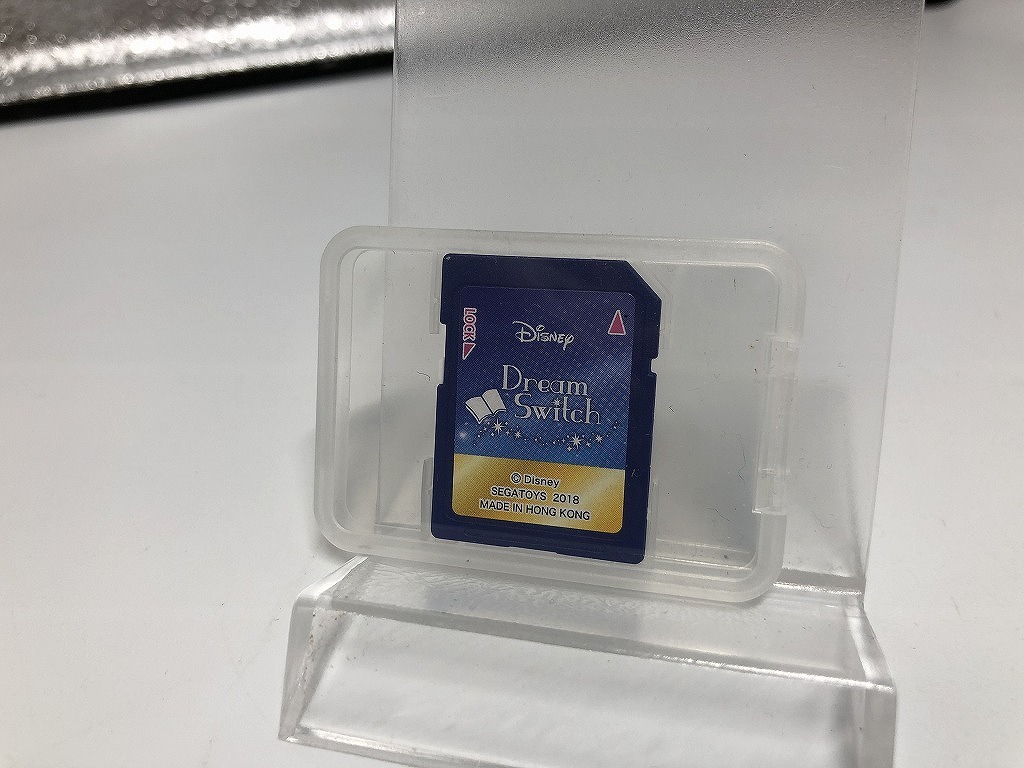 LOCK
Disney
Dream
Switch
©Disney
SEGATOYS 2018
MADE IN HONG KONG